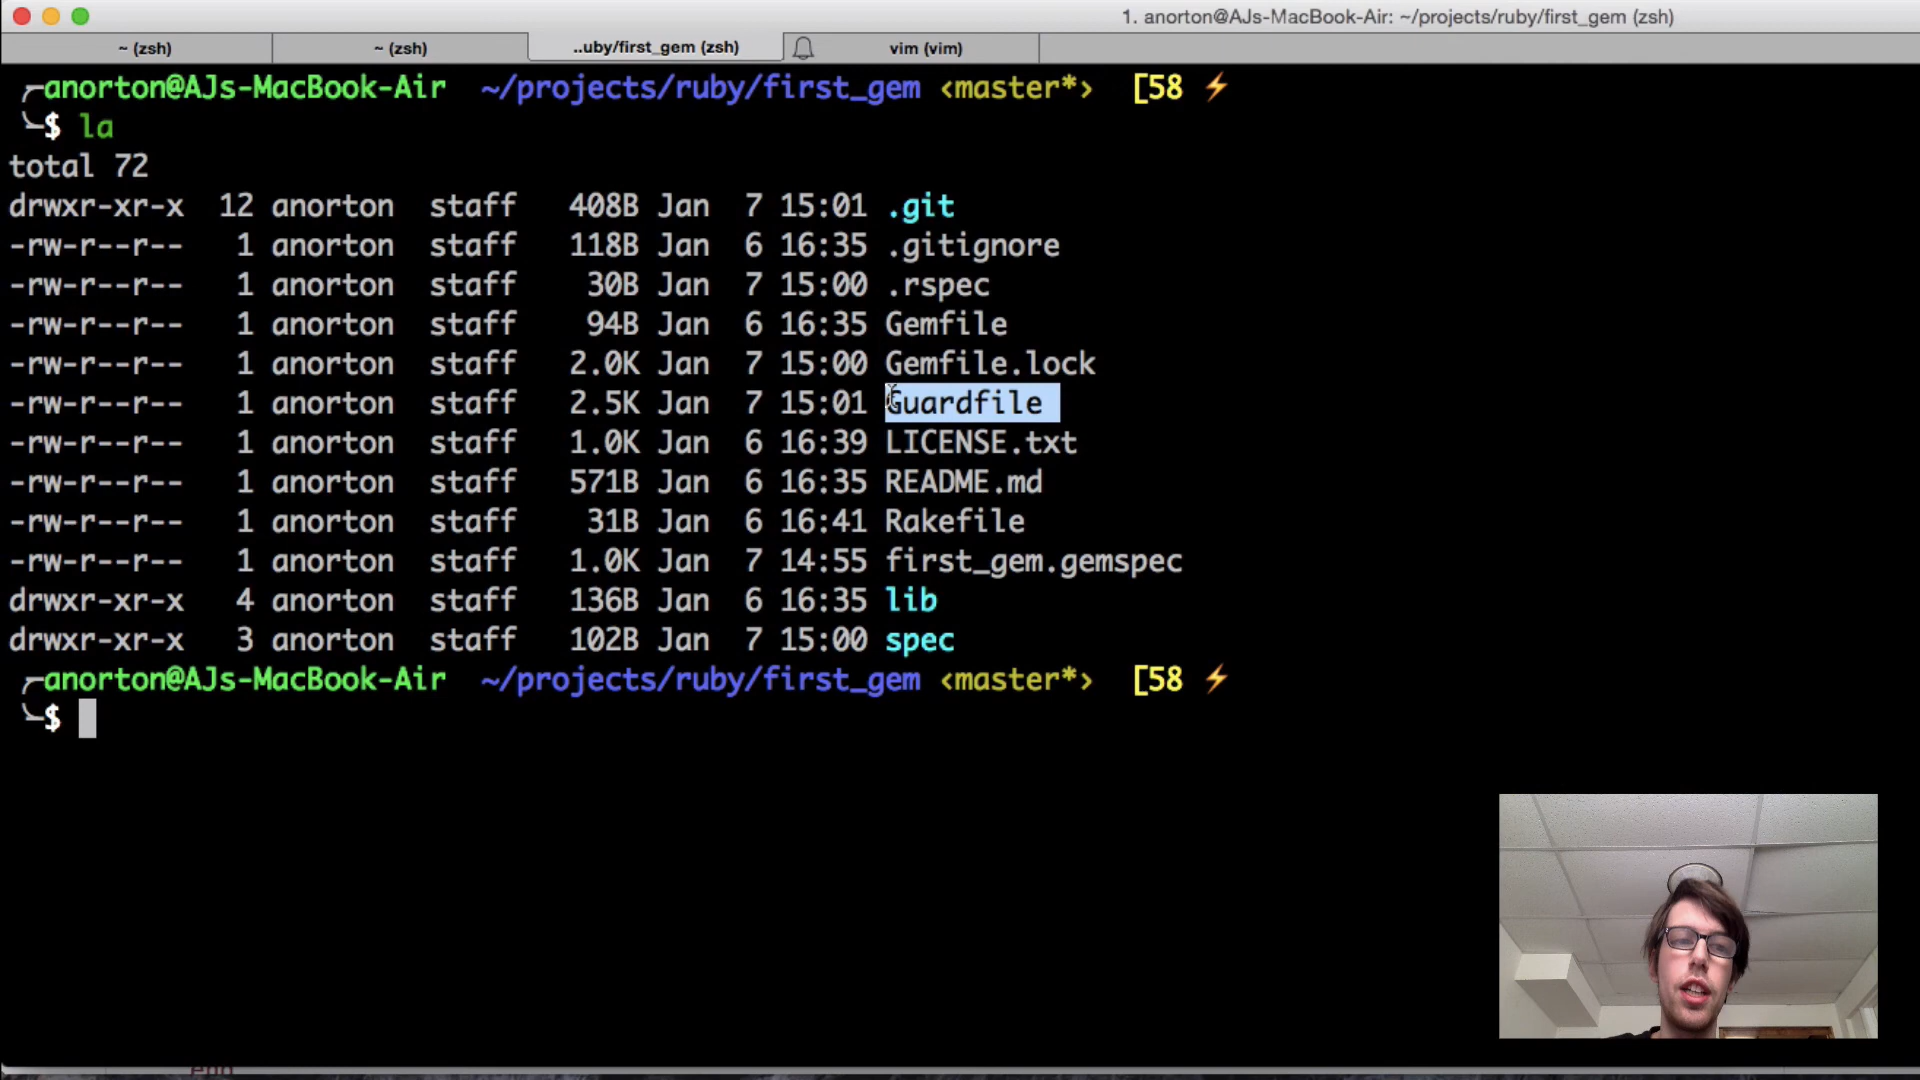 1. anorton@AJs-MacBook-Air: ~/projects/ruby/first_gem (zsh)
~ (zsh) ~ (zsh) ..uby/first_gem (zsh) vim (vim)
anorton@AJs-MacBook-Air ~/projects/ruby/first_gem ‹master*› [58 ⚡
$ la
total 72
drwxr-xr-x 12 anorton staff 408B Jan 7 15:01 .git
-rw-r--r-- 1 anorton staff 118B Jan 6 16:35 .gitignore
-rw-r--r-- 1 anorton staff 30B Jan 7 15:00 .rspec
-rw-r--r-- 1 anorton staff 94B Jan 6 16:35 Gemfile
-rw-r--r-- 1 anorton staff 2.0K Jan 7 15:00 Gemfile.lock
-rw-r--r-- 1 anorton staff 2.5K Jan 7 15:01 Guardfile
-rw-r--r-- 1 anorton staff 1.0K Jan 6 16:39 LICENSE.txt
-rw-r--r-- 1 anorton staff 571B Jan 6 16:35 README.md
-rw-r--r-- 1 anorton staff 31B Jan 6 16:41 Rakefile
-rw-r--r-- 1 anorton staff 1.0K Jan 7 14:55 first_gem.gemspec
drwxr-xr-x 4 anorton staff 136B Jan 6 16:35 lib
drwxr-xr-x 3 anorton staff 102B Jan 7 15:00 spec
anorton@AJs-MacBook-Air ~/projects/ruby/first_gem ‹master*› [58 ⚡
$